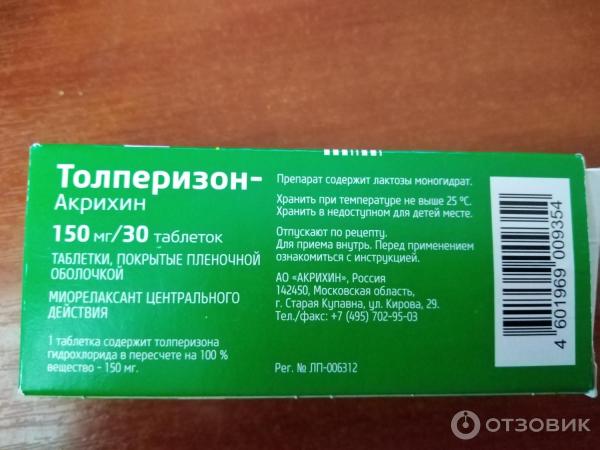 Толперизон-
Акрихин
150 мг/30 таблеток
ТАБЛЕТКИ, ПОКРЫТЫЕ ПЛЕНОЧНОЙ
ОБОЛОЧКОЙ
МИОРЕЛАКСАНТ ЦЕНТРАЛЬНОГО
ДЕЙСТВИЯ
1 таблетка содержит толперизона
гидрохлорида в пересчете на 100 %
вещество - 150 мг.
Препарат содержит лактозы моногидрат.
Хранить при температуре не выше 25 ºС.
Хранить в недоступном для детей месте.
Отпускают по рецепту.
Для приема внутрь. Перед применением
ознакомиться с инструкцией.
АО «АКРИХИН», Россия
142450, Московская область,
г. Старая Купавна, ул. Кирова, 29.
Тел./факс: +7 (495) 702-95-03
Рег. № ЛП-006312
4 601969 009354
ОТЗОВИК